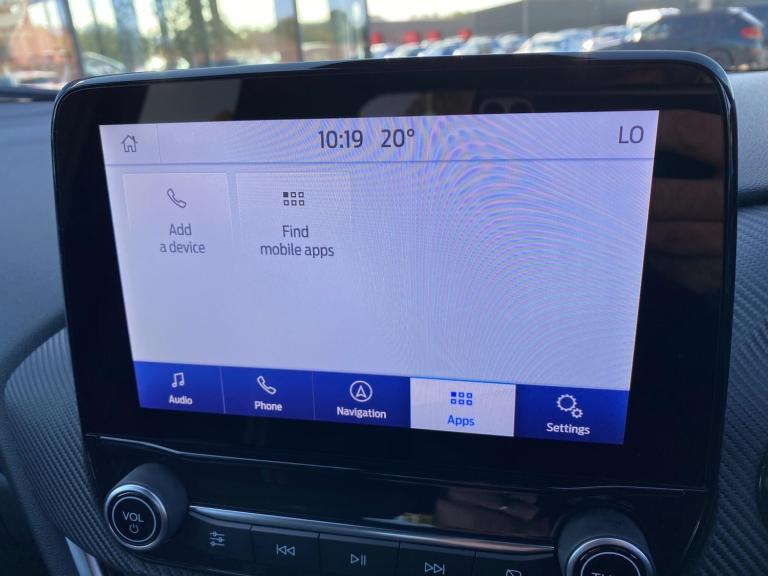 10:19 20° LO
Add
a device
Find
mobile apps
Audio
Phone
Navigation
Apps
Settings
VOL